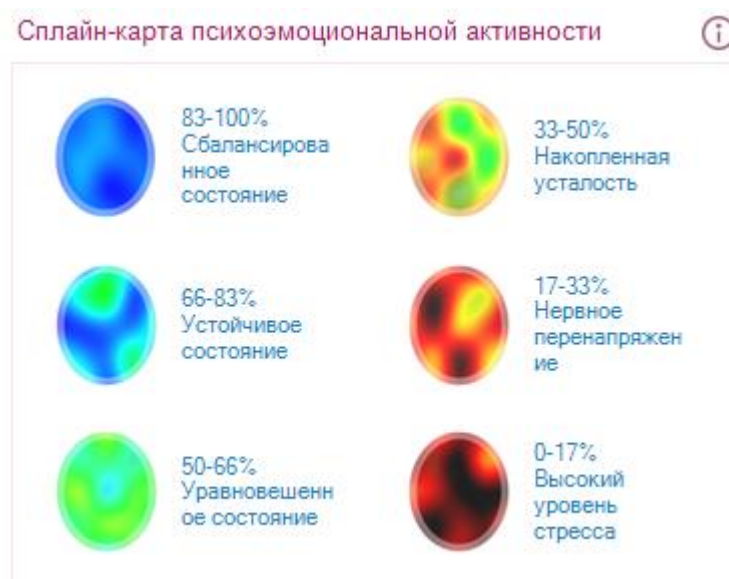 Сплайн-карта психоэмоциональной активности
83-100%
Сбалансирова
нное
состояние
33-50%
Накопленная
усталость
66-83%
Устойчивое
состояние
17-33%
Нервное
перенапряжен
ие
50-66%
Уравновешенн
ое состояние
0-17%
Высокий
уровень
стресса